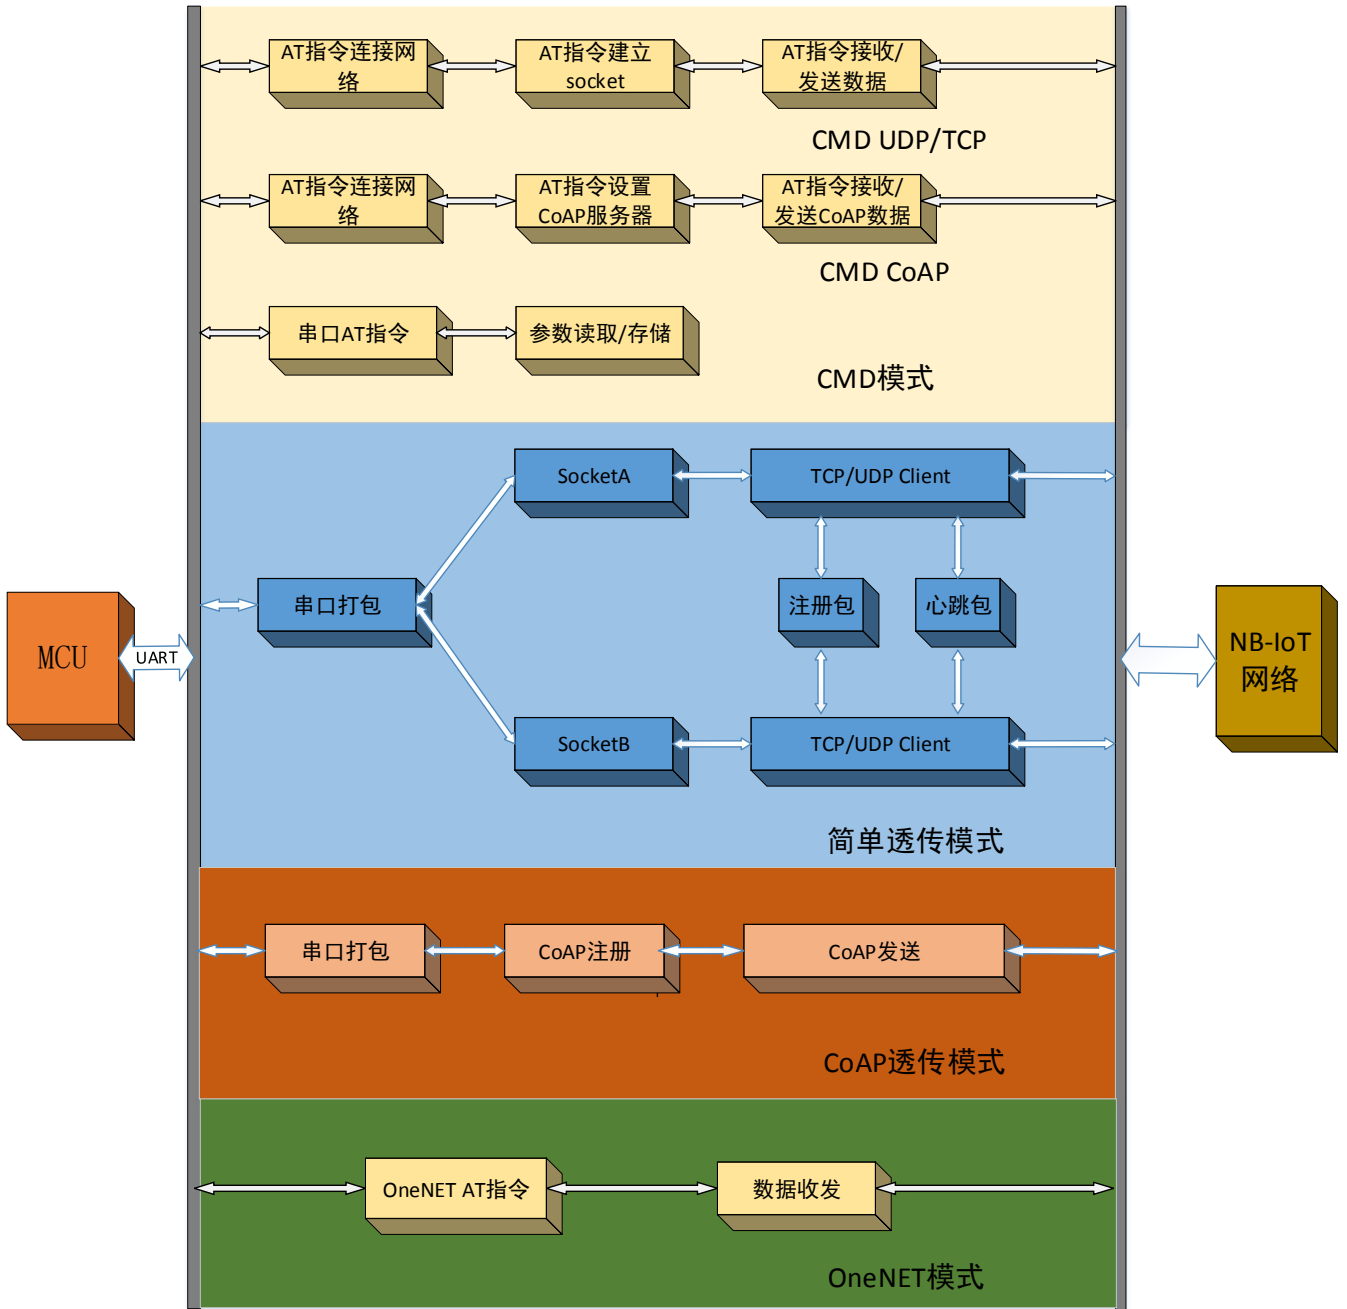 AT指令连接网
络
AT指令建立
socket
AT指令接收/
发送数据
CMD UDP/TCP
AT指令连接网
络
AT指令设置
CoAP服务器
AT指令接收/
发送CoAP数据
CMD CoAP
串口AT指令
参数读取/存储
CMD模式
SocketA
TCP/UDP Client
串口打包
注册包
心跳包
MCU
UART
NB-IoT
网络
SocketB
TCP/UDP Client
简单透传模式
串口打包
CoAP注册
CoAP发送
CoAP透传模式
OneNET AT指令
数据收发
OneNET模式